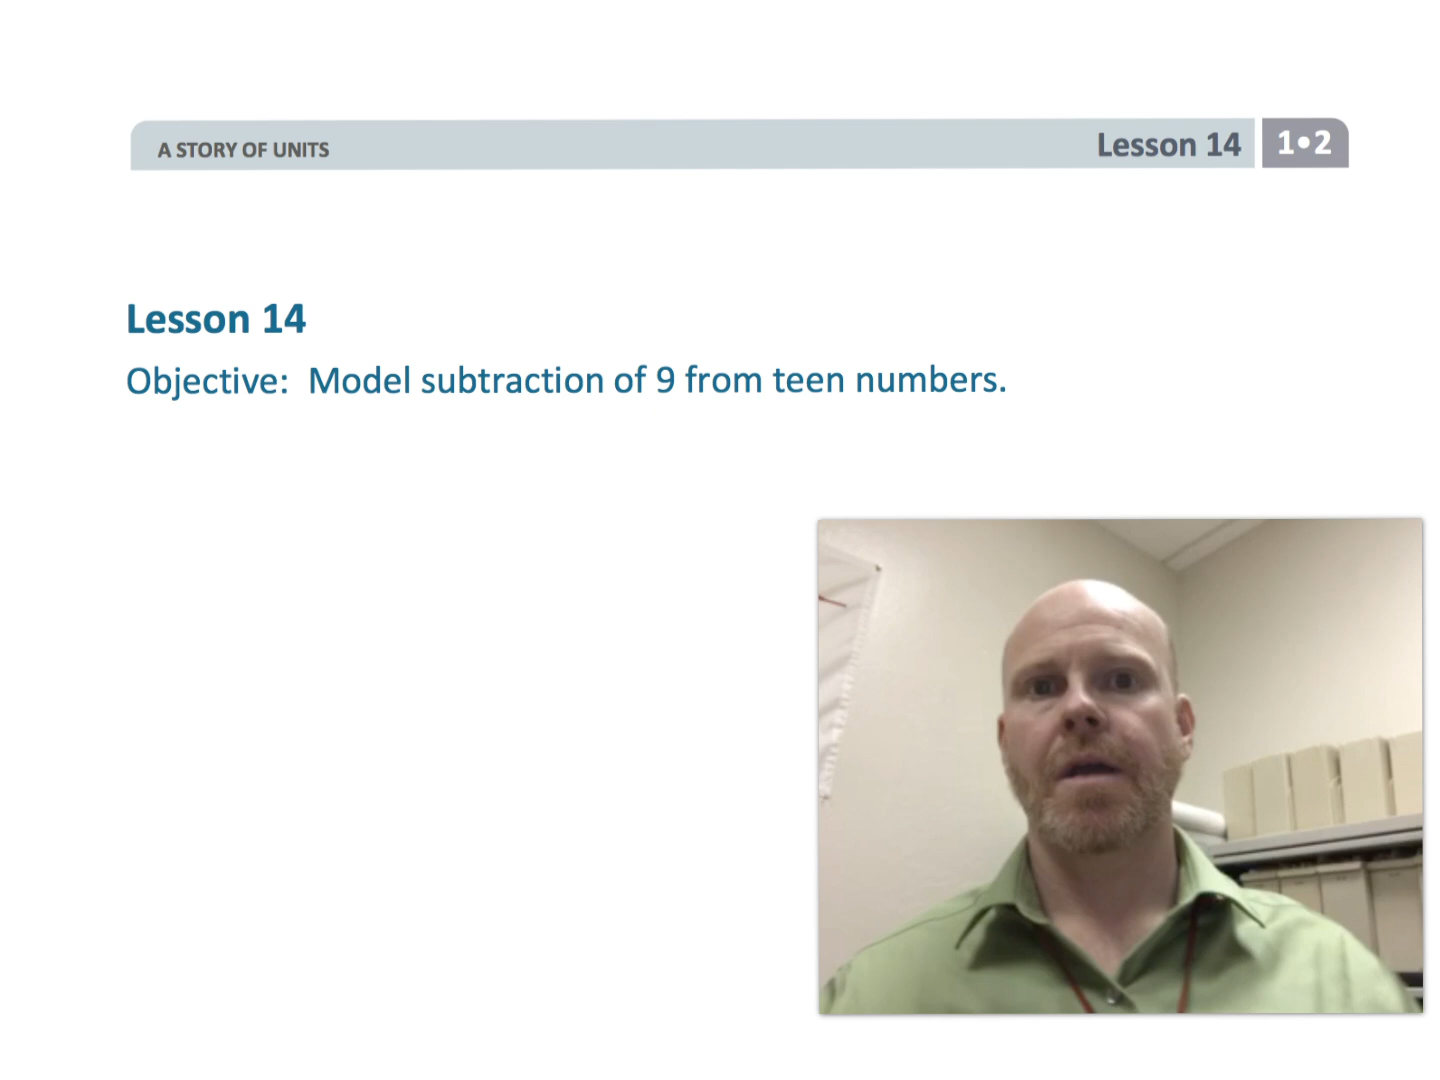 A STORY OF UNITS
Lesson 14
1•2
Lesson 14
Objective:  Model subtraction of 9 from teen numbers.